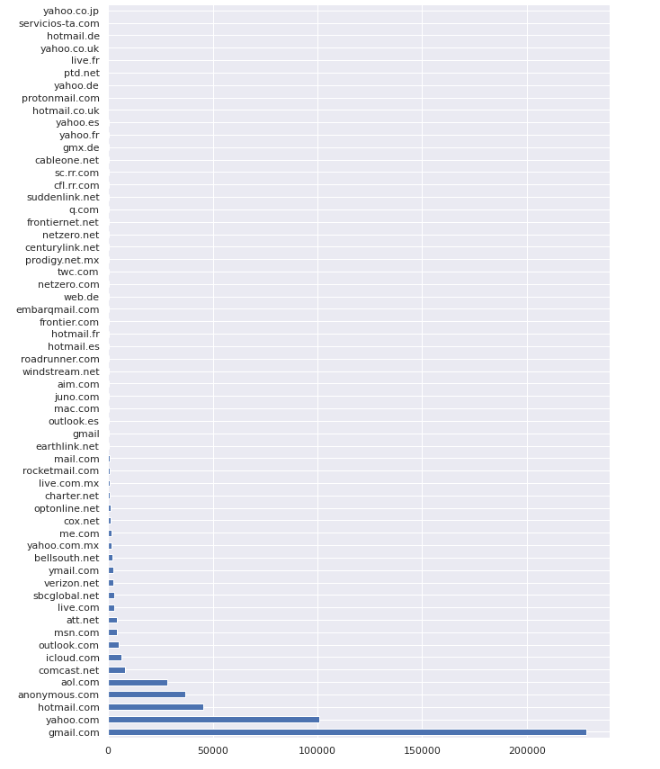 yahoo.co.jp
servicios-ta.com
hotmail.de
yahoo.co.uk
live.fr
ptd.net
yahoo.de
protonmail.com
hotmail.co.uk
yahoo.es
yahoo.fr
gmx.de
cableone.net
sc.rr.com
cfl.rr.com
suddenlink.net
q.com
frontiernet.net
netzero.net
centurylink.net
prodigy.net.mx
twc.com
netzero.com
web.de
embarqmail.com
frontier.com
hotmail.fr
hotmail.es
roadrunner.com
windstream.net
aim.com
juno.com
mac.com
outlook.es
gmail
earthlink.net
mail.com
rocketmail.com
live.com.mx
charter.net
optonline.net
cox.net
me.com
yahoo.com.mx
bellsouth.net
ymail.com
verizon.net
sbcglobal.net
live.com
att.net
msn.com
outlook.com
icloud.com
comcast.net
aol.com
anonymous.com
hotmail.com
yahoo.com
gmail.com
0 50000 100000 150000 200000